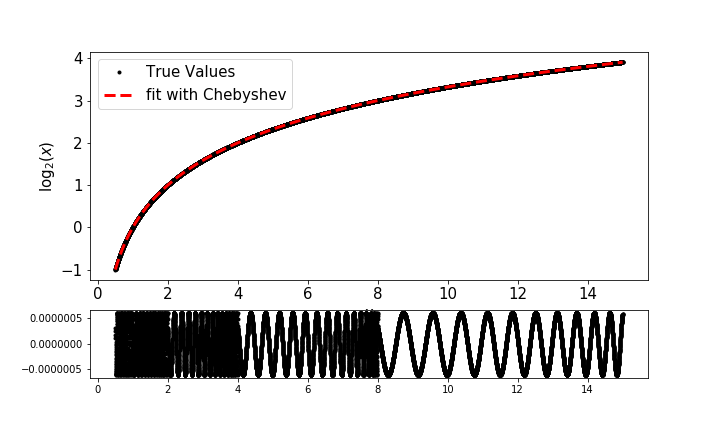 4
True Values
fit with Chebyshev
3
2
1
0
−1
log₂(x)
0 2 4 6 8 10 12 14
0.0000005
0.0000000
−0.0000005
0 2 4 6 8 10 12 14